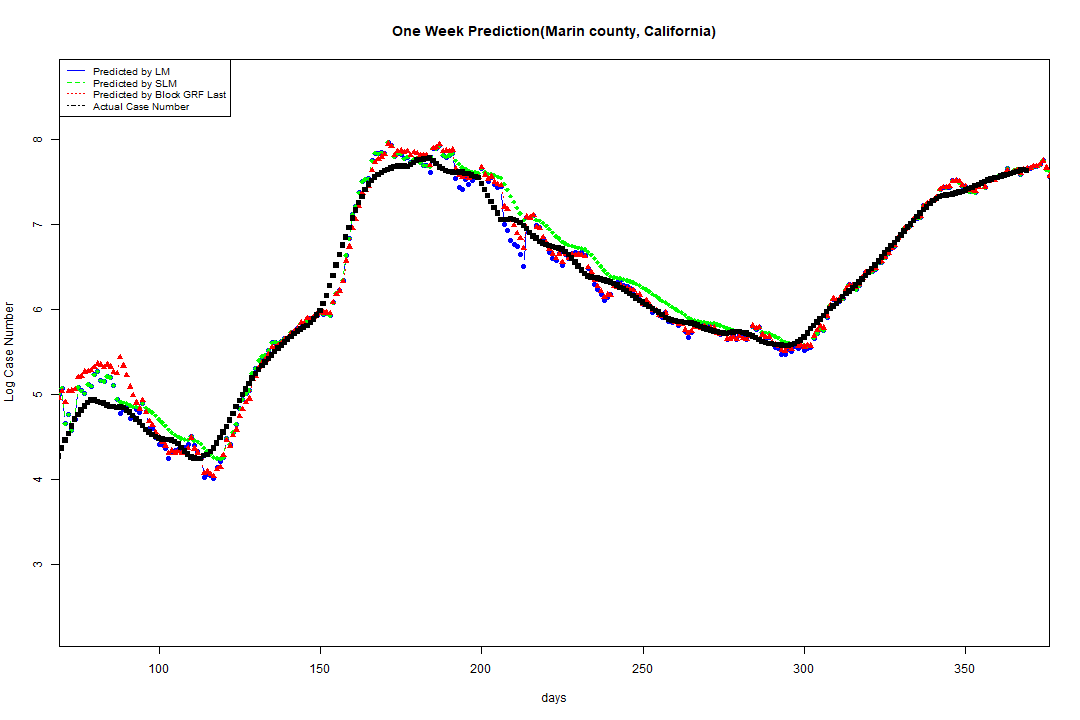 One Week Prediction(Marin county, California)
Predicted by LM
Predicted by SLM
Predicted by Block GRF Last
Actual Case Number
8
7
6
5
4
3
Log Case Number
100 150 200 250 300 350
days